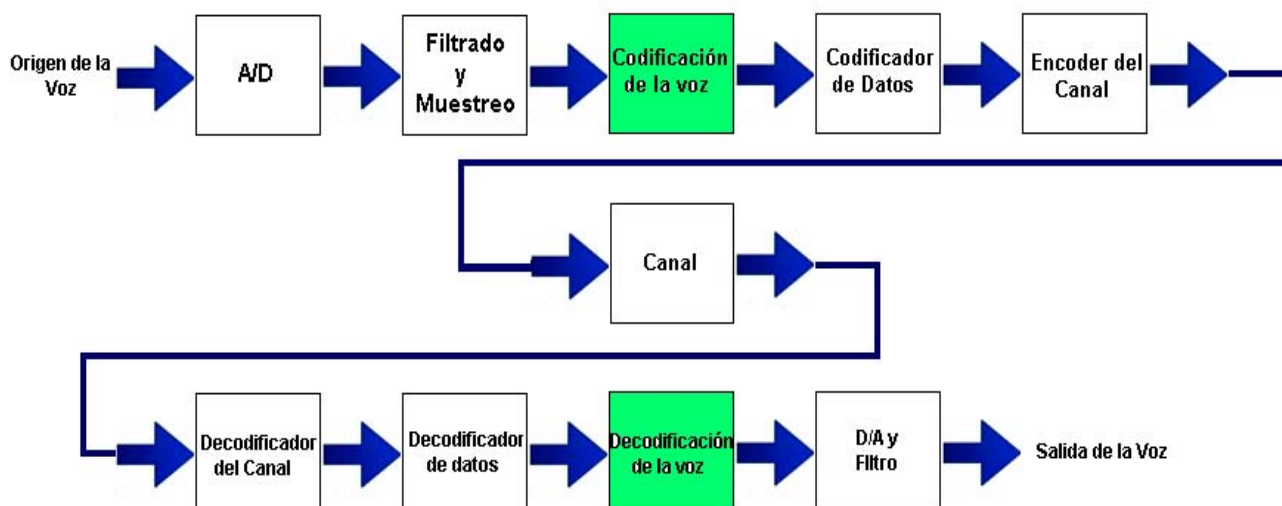 Origen de la
Voz
A/D
Filtrado
y
Muestreo
Codificación
de la voz
Codificador
de Datos
Encoder del
Canal
Canal
Decodificador
del Canal
Decodificador
de datos
Decodificación
de la voz
D/A y
FIltro
Salida de la Voz